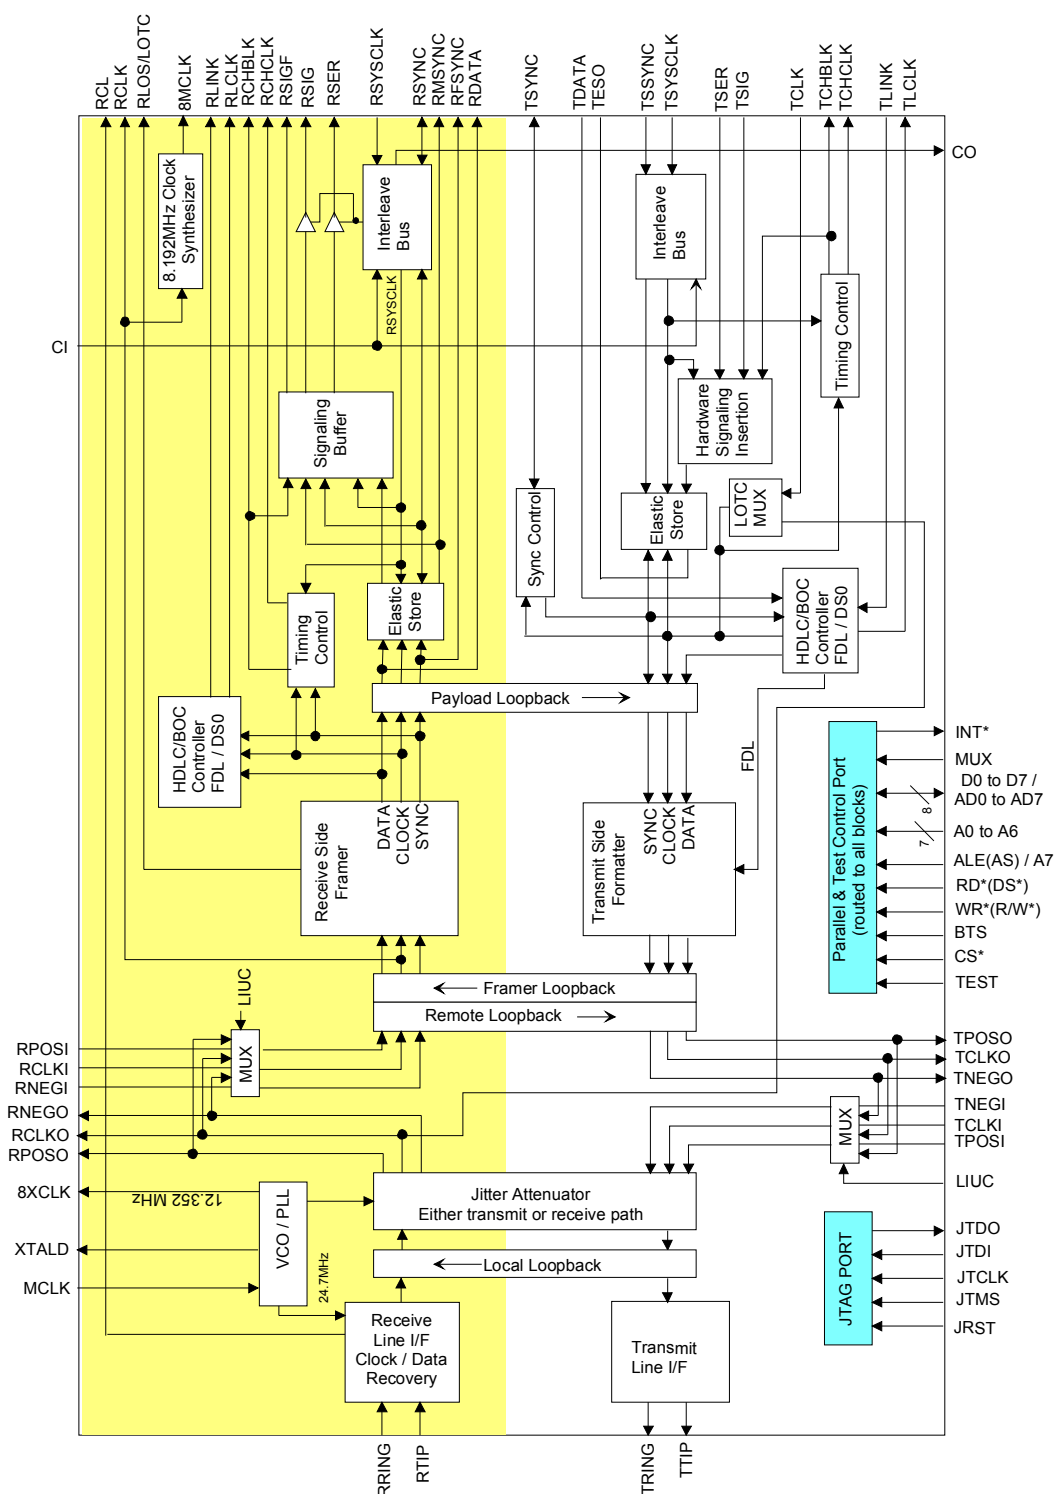 RCL
RCLK
RLOS/LOTC
8MCLK
RLINK
RLCLK
RCHBLK
RCHCLK
RSIGF
RSIG
RSER
RSYSCLK
RSYNC
RMSYNC
RFSYNC
RDATA
TSYNC
TDATA
TESO
TSSYNC
TSYSCLK
TSER
TSIG
TCLK
TCHBLK
TCHCLK
TLINK
TLCLK
CO
8.192MHz Clock
Synthesizer
Interleave
Bus
Interleave
Bus
RSYSCLK
CI
Timing Control
Signaling
Buffer
Hardware
Signaling
Insertion
LOTC
MUX
Elastic
Store
Sync Control
Elastic
Store
Timing
Control
HDLC/BOC
Controller
FDL / DS0
HDLC/BOC
Controller
FDL / DS0
Payload Loopback
FDL
Receive Side
Framer
DATA
CLOCK
SYNC
Transmit Side
Formatter
SYNC
CLOCK
DATA
Parallel & Test Control Port
(routed to all blocks)
INT*
MUX
D0 to D7 /
AD0 to AD7
8
A0 to A6
7
ALE(AS) / A7
RD*(DS*)
WR*(R/W*)
BTS
CS*
TEST
Framer Loopback
Remote Loopback
LIUC
MUX
RPOSI
RCLKI
RNEGI
RNEGO
RCLKO
RPOSO
TPOSO
TCLKO
TNEGO
TNEGI
TCLKI
TPOSI
MUX
LIUC
8XCLK
12.352 MHz
XTALD
MCLK
VCO / PLL
24.7MHz
Jitter Attenuator
Either transmit or receive path
Local Loopback
Receive
Line I/F
Clock / Data
Recovery
Transmit
Line I/F
JTAG PORT
JTDO
JTDI
JTCLK
JTMS
JRST
RRING
RTIP
TRING
TTIP